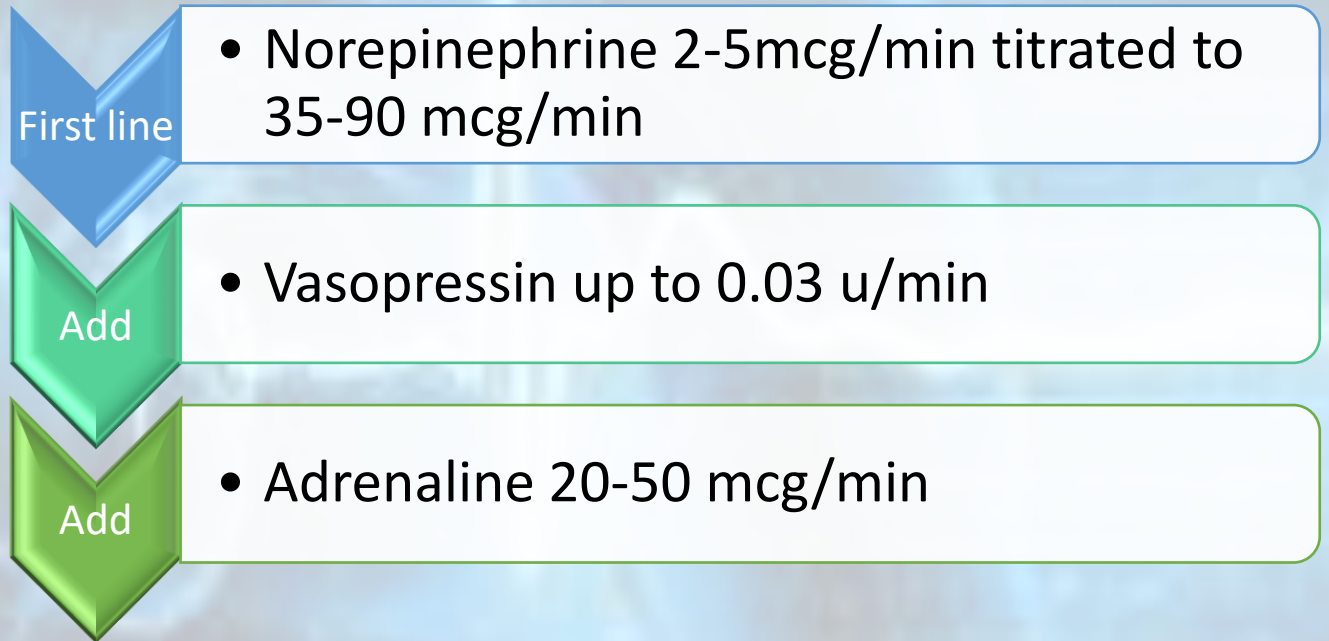 First line
• Norepinephrine 2-5mcg/min titrated to
35-90 mcg/min
Add
• Vasopressin up to 0.03 u/min
Add
• Adrenaline 20-50 mcg/min